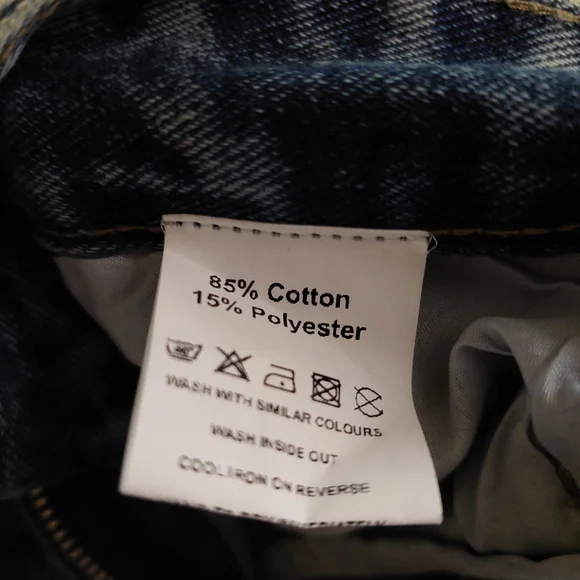 85% Cotton
15% Polyester
WASH WITH SIMILAR COLOURS
WASH INSIDE OUT
COOL IRON ON REVERSE